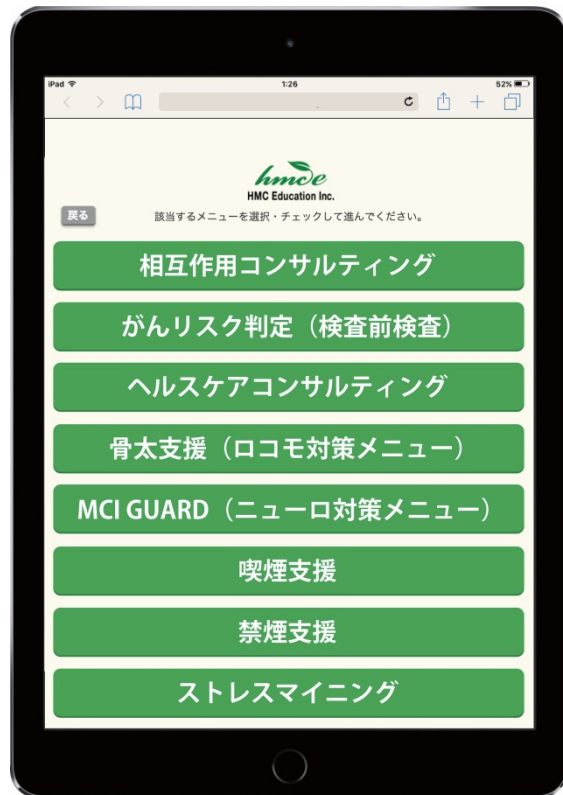 iPad 1:26 52%
hmcde
HMC Education Inc.
戻る 該当するメニューを選択・チェックして進んでください。
相互作用コンサルティング
がんリスク判定（検査前検査）
ヘルスケアコンサルティング
骨太支援（ロコモ対策メニュー）
MCI GUARD（ニューロ対策メニュー）
喫煙支援
禁煙支援
ストレスマイニング